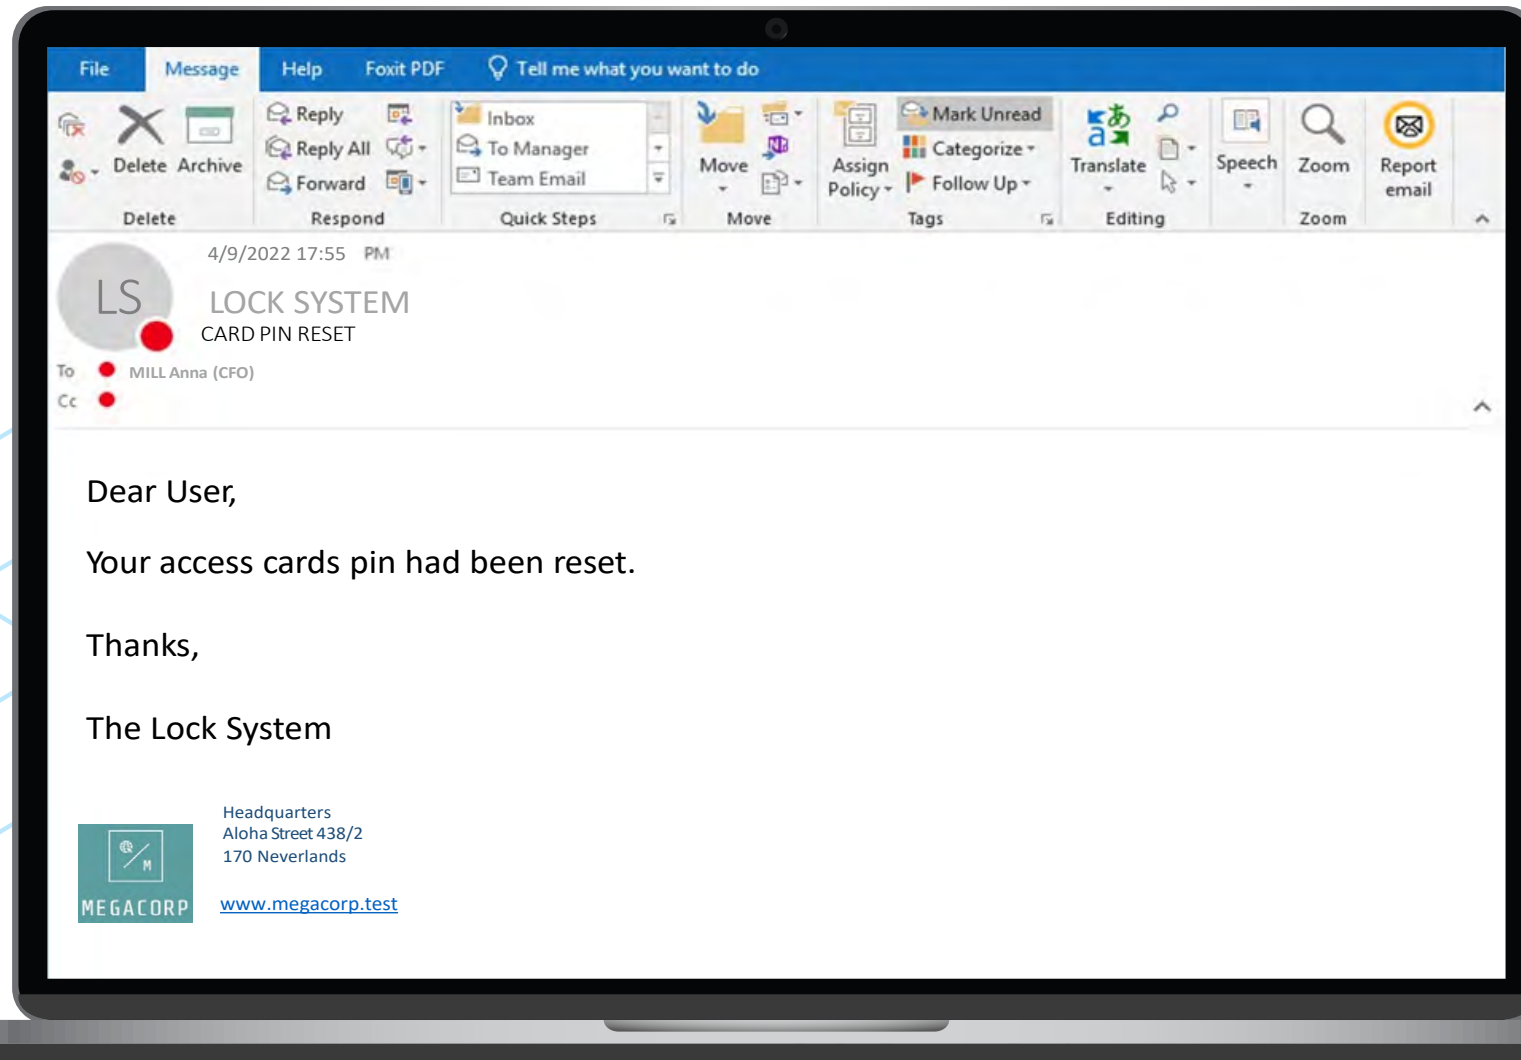 File Message Help Foxit PDF Tell me what you want to do
Delete Archive
Reply
Reply All
Forward
Inbox
To Manager
Team Email
Move
Assign Policy
Mark Unread
Categorize
Follow Up
Translate
Speech
Zoom
Report email
Delete Respond Quick Steps Move Tags Editing Zoom
4/9/2022 17:55 PM
LS
LOCK SYSTEM
CARD PIN RESET
To MILL Anna (CFO)
Cc
Dear User,
Your access cards pin had been reset.
Thanks,
The Lock System
Headquarters
Aloha Street 438/2
170 Neverlands
www.megacorp.test
M
MEGACORP